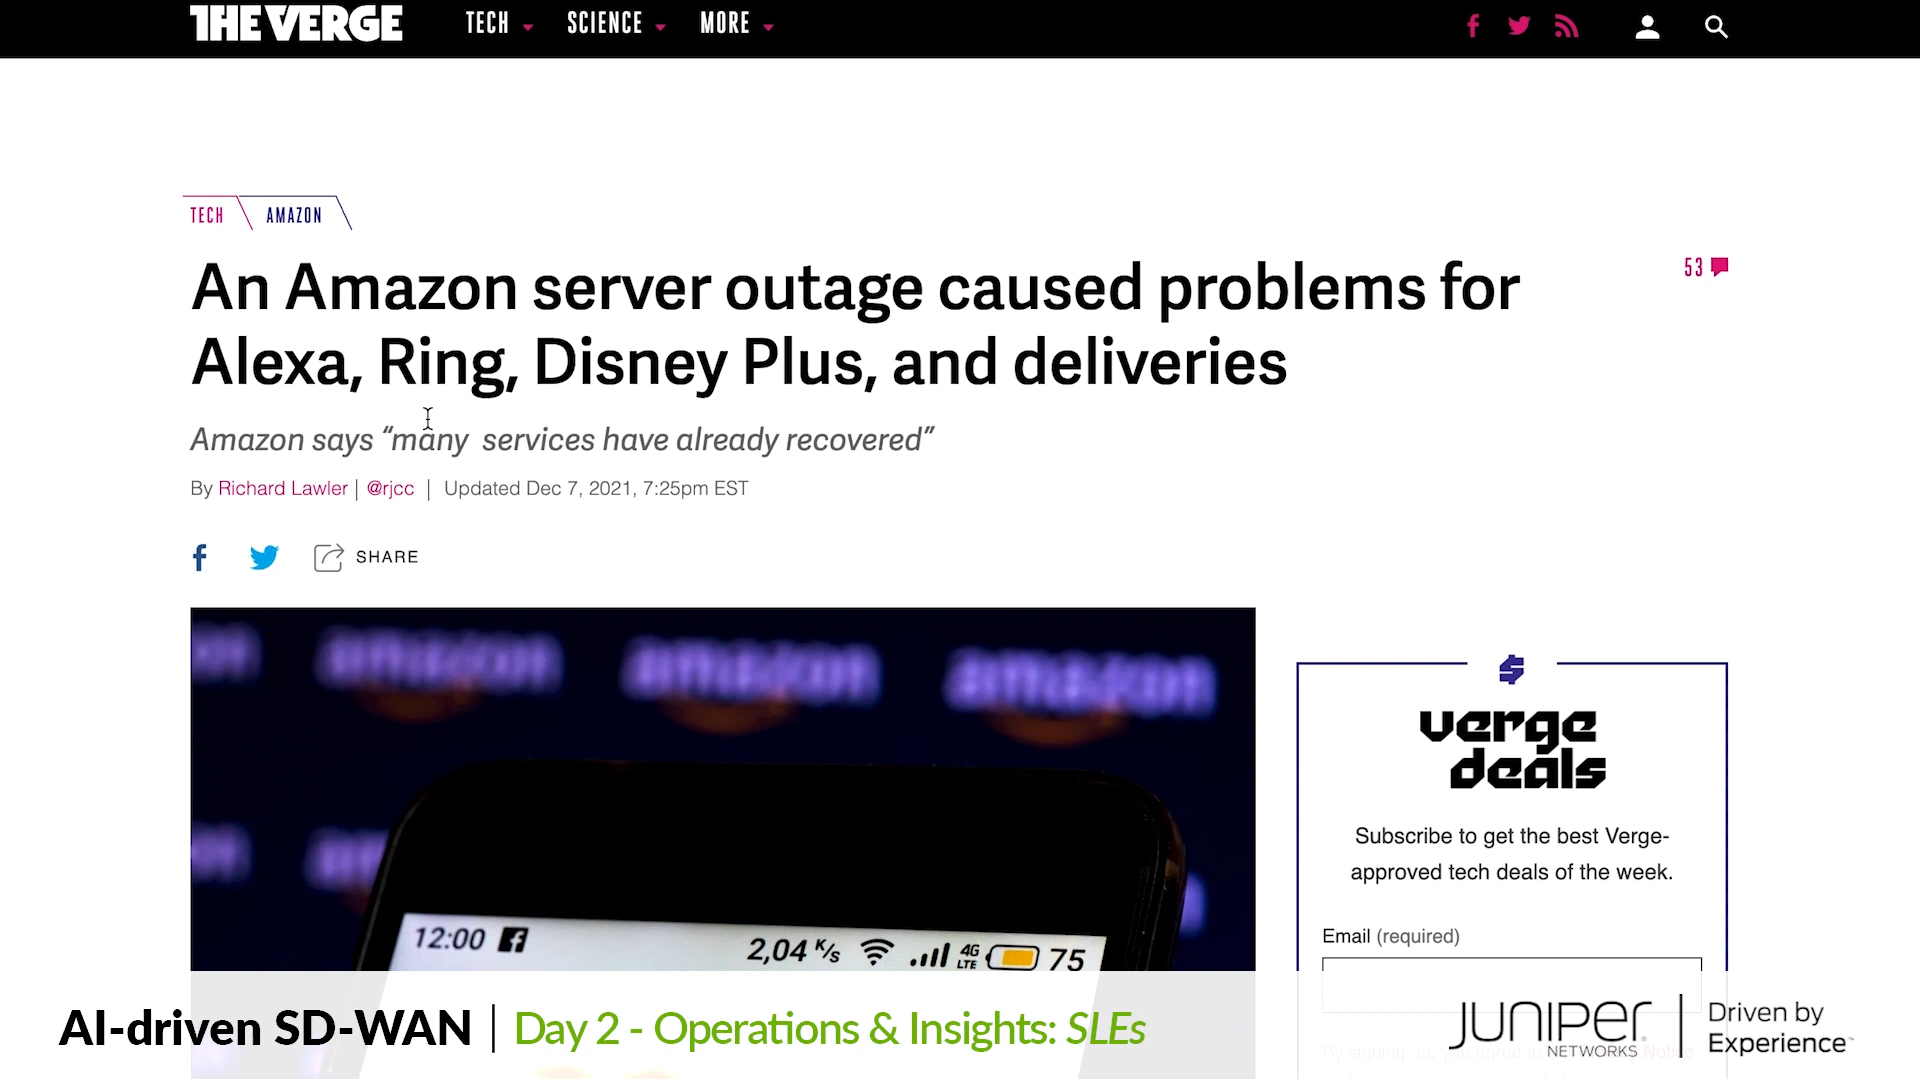 THE VERGE
TECH SCIENCE MORE
TECH AMAZON
An Amazon server outage caused problems for
Alexa, Ring, Disney Plus, and deliveries
53
Amazon says “many services have already recovered”
By Richard Lawler | @rjcc | Updated Dec 7, 2021, 7:25pm EST
SHARE
amazon amazon amazon
verge
deals
Subscribe to get the best Verge-
approved tech deals of the week.
Email (required)
12:00 2,04 K/s 4G LTE 75
AI-driven SD-WAN | Day 2 - Operations & Insights: SLEs
JUNIPER
NETWORKS
Driven by
Experience™